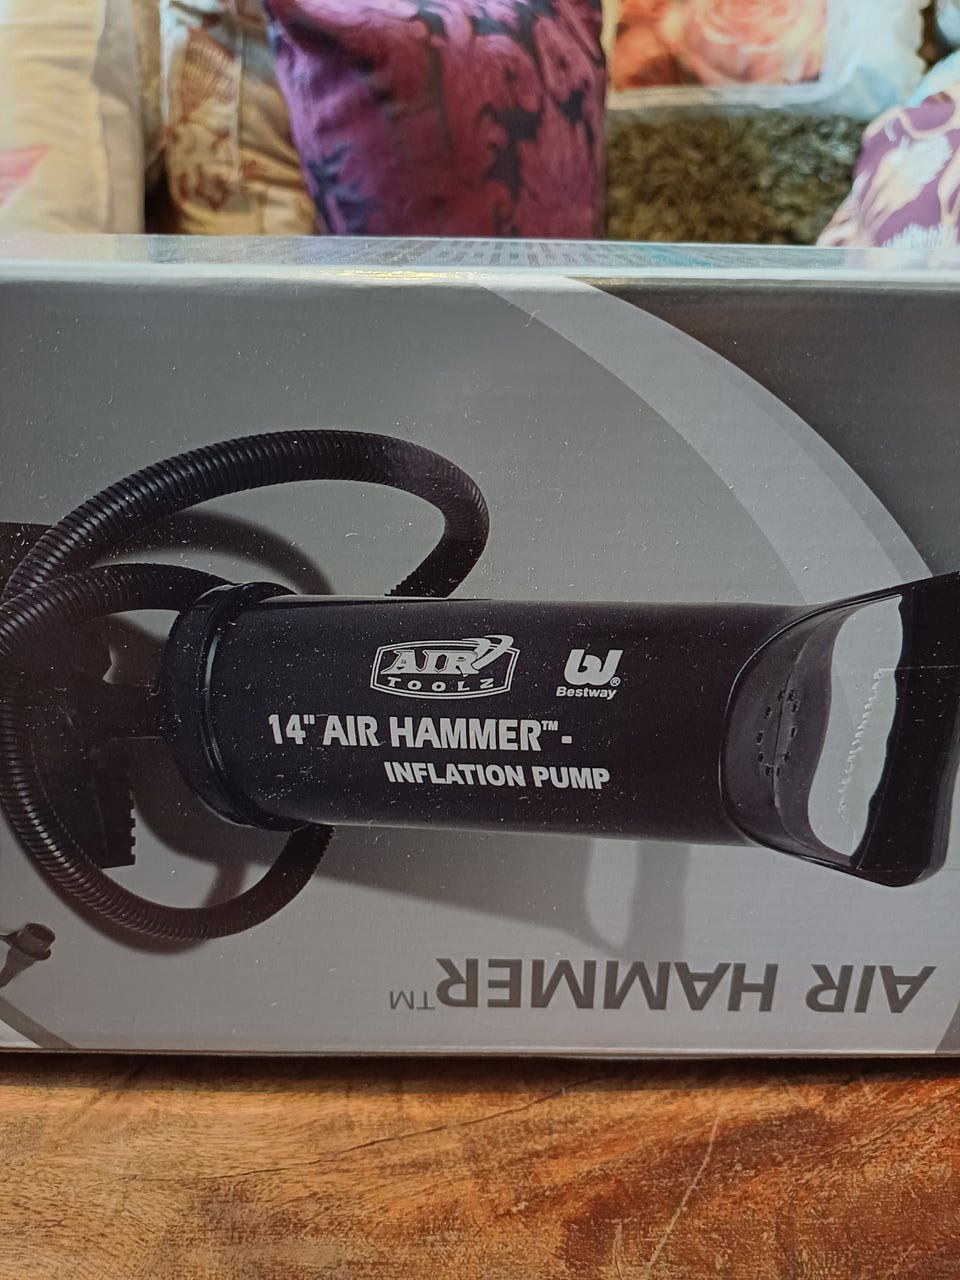 AIR
TOOLZ
Bestway®
14" AIR HAMMER™ -
INFLATION PUMP
AIR HAMMER™